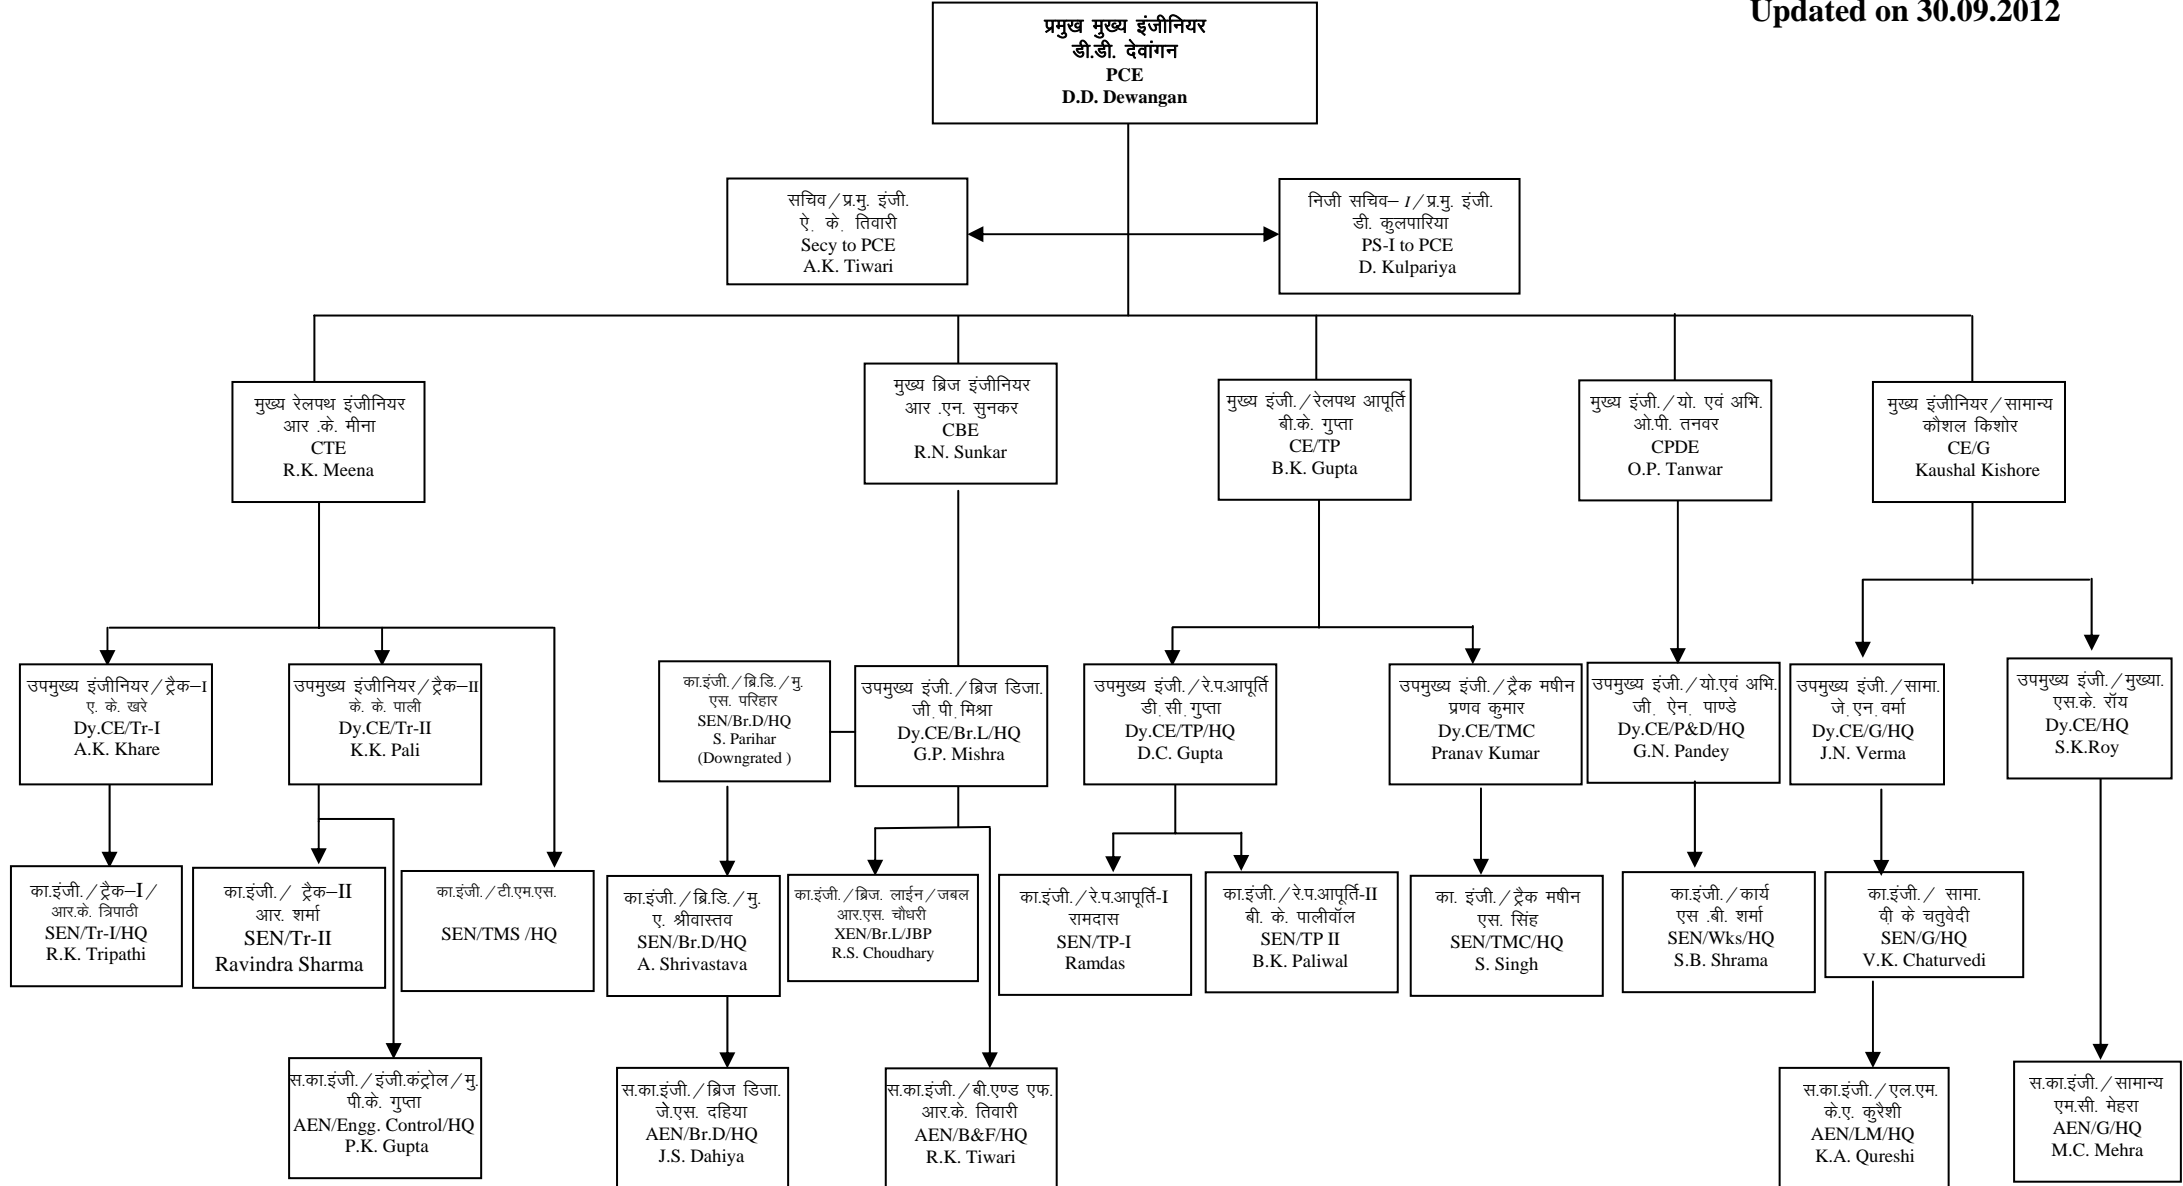 Updated on 30.09.2012
प्रमुख मुख्य इंजीनियर
डी.डी. देवांगन
PCE
D.D. Dewangan
सचिव/प्र.मु. इंजी.
ऐ. के. तिवारी
Secy to PCE
A.K. Tiwari
निजी सचिव– I/प्र.मु. इंजी.
डी. कुलपारिया
PS-I to PCE
D. Kulpariya
मुख्य रेलपथ इंजीनियर
आर .के. मीना
CTE
R.K. Meena
मुख्य ब्रिज इंजीनियर
आर .एन. सुनकर
CBE
R.N. Sunkar
मुख्य इंजी./रेलपथ आपूर्ति
बी.के. गुप्ता
CE/TP
B.K. Gupta
मुख्य इंजी./यो. एवं अभि.
ओ.पी. तनवर
CPDE
O.P. Tanwar
मुख्य इंजीनियर/सामान्य
कौशल किशोर
CE/G
Kaushal Kishore
उपमुख्य इंजीनियर/ट्रैक–I
ए. के. खरे
Dy.CE/Tr-I
A.K. Khare
उपमुख्य इंजीनियर/ट्रैक–II
के. के. पाली
Dy.CE/Tr-II
K.K. Pali
का.इंजी./ब्रि.डि./मु.
एस. परिहार
SEN/Br.D/HQ
S. Parihar
(Downgrated )
उपमुख्य इंजी./ब्रिज डिजा.
जी.पी.मिश्रा
Dy.CE/Br.L/HQ
G.P. Mishra
उपमुख्य इंजी./रे.प.आपूर्ति
डी.सी.गुप्ता
Dy.CE/TP/HQ
D.C. Gupta
उपमुख्य इंजी./ट्रैक मषीन
प्रणव कुमार
Dy.CE/TMC
Pranav Kumar
उपमुख्य इंजी./यो.एवं अभि.
जी. ऐन. पाण्डे
Dy.CE/P&D/HQ
G.N. Pandey
उपमुख्य इंजी./सामा.
जे.एन.वर्मा
Dy.CE/G/HQ
J.N. Verma
उपमुख्य इंजी./मुख्या.
एस.के. रॉय
Dy.CE/HQ
S.K.Roy
का.इंजी./ट्रैक–I/
आर.के. त्रिपाठी
SEN/Tr-I/HQ
R.K. Tripathi
का.इंजी./ ट्रैक–II
आर. शर्मा
SEN/Tr-II
Ravindra Sharma
का.इंजी./टी.एम.एस.
SEN/TMS /HQ
का.इंजी./ब्रि.डि./मु.
ए. श्रीवास्तव
SEN/Br.D/HQ
A. Shrivastava
का.इंजी./ब्रिज. लाईन/जबल
आर.एस. चौधरी
XEN/Br.L/JBP
R.S. Choudhary
का.इंजी./रे.प.आपूर्ति-I
रामदास
SEN/TP-I
Ramdas
का.इंजी./रे.प.आपूर्ति-II
बी. के. पालीवॉल
SEN/TP II
B.K. Paliwal
का. इंजी./ट्रैक मषीन
एस. सिंह
SEN/TMC/HQ
S. Singh
का.इंजी./कार्य
एस .बी. शर्मा
SEN/Wks/HQ
S.B. Shrama
का.इंजी./ सामा.
वी के चतुवेदी
SEN/G/HQ
V.K. Chaturvedi
स.का.इंजी./इंजी.कंट्रोल/मु.
पी.के. गुप्ता
AEN/Engg. Control/HQ
P.K. Gupta
स.का.इंजी./ब्रिज डिजा.
जे.एस. दहिया
AEN/Br.D/HQ
J.S. Dahiya
स.का.इंजी./बी.एण्ड एफ.
आर.के. तिवारी
AEN/B&F/HQ
R.K. Tiwari
स.का.इंजी./एल.एम.
के.ए. कुरैशी
AEN/LM/HQ
K.A. Qureshi
स.का.इंजी./सामान्य
एम.सी. मेहरा
AEN/G/HQ
M.C. Mehra